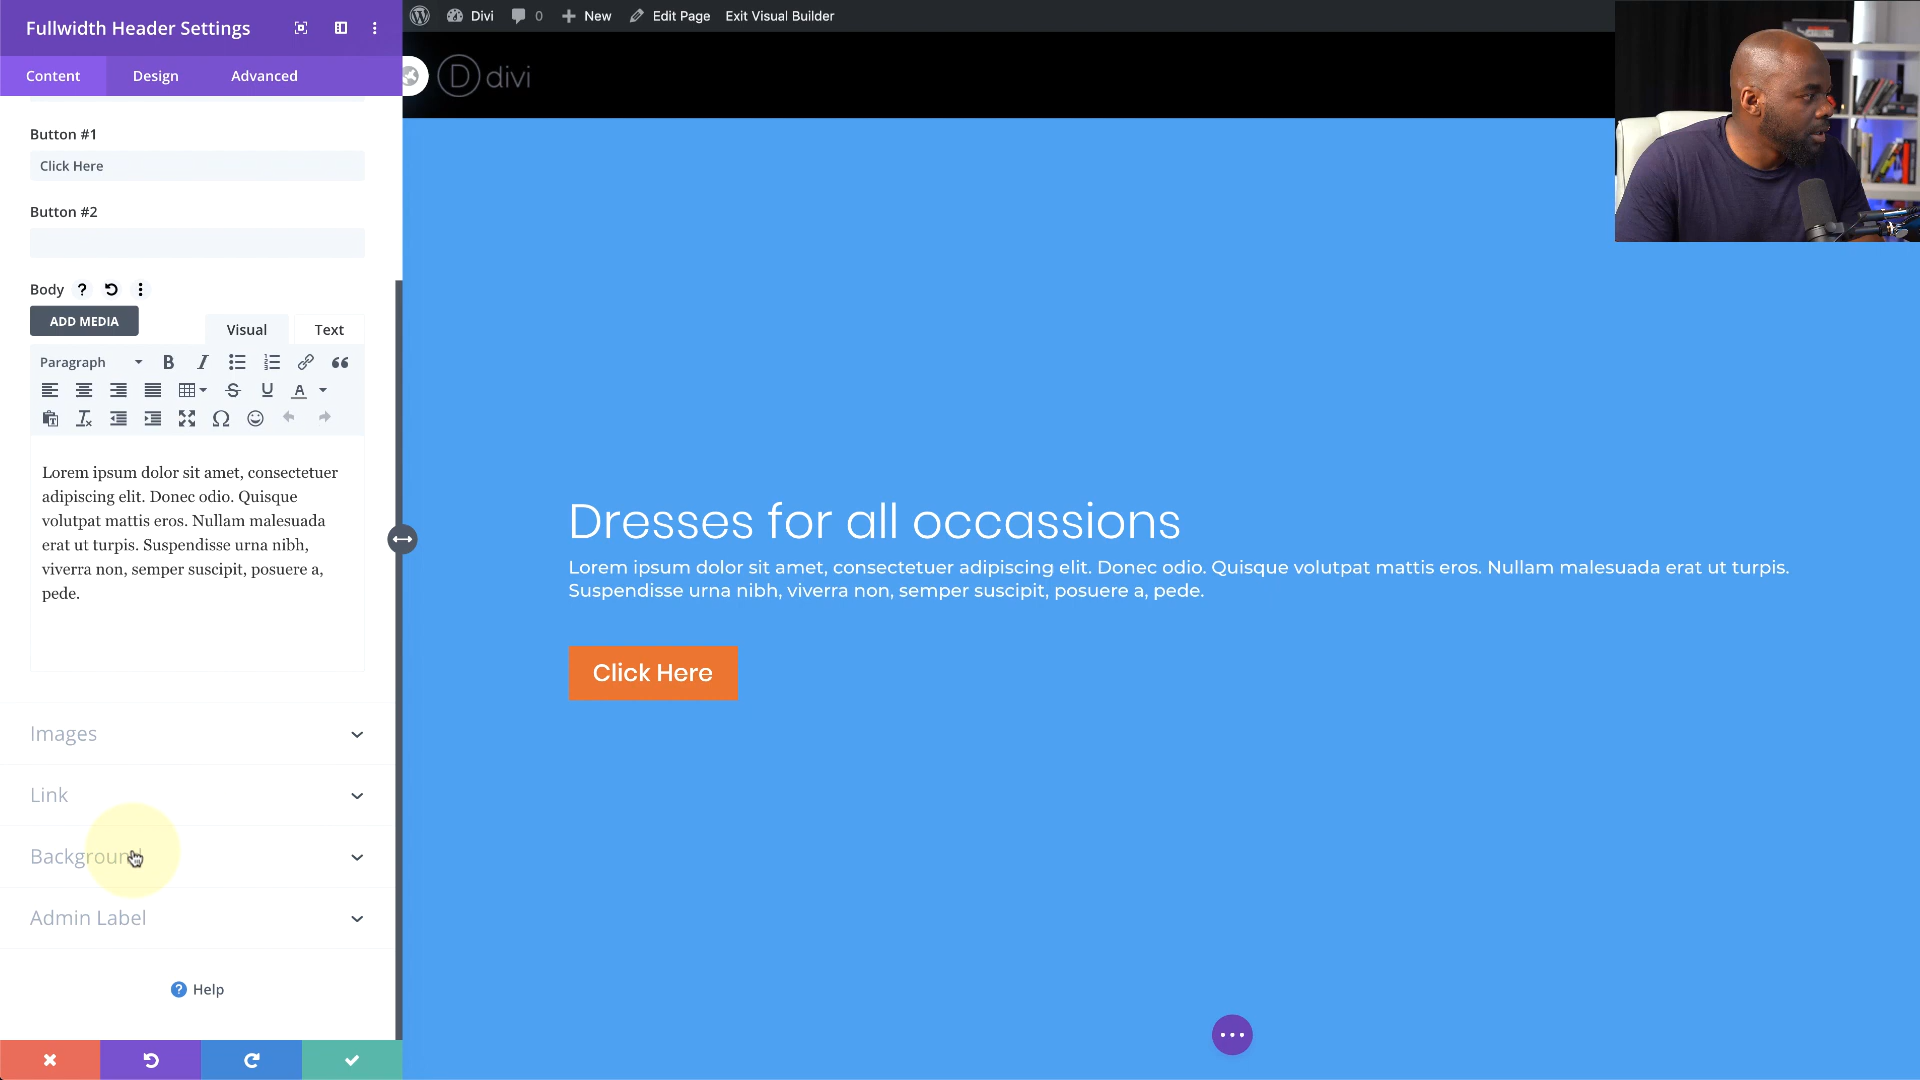 Fullwidth Header Settings
Divi
0
New
Edit Page
Exit Visual Builder
Content
Design
Advanced
D divi
Button #1
Click Here
Button #2
Body
ADD MEDIA
Visual
Text
Paragraph
Lorem ipsum dolor sit amet, consectetuer
adipiscing elit. Donec odio. Quisque
volutpat mattis eros. Nullam malesuada
erat ut turpis. Suspendisse urna nibh,
viverra non, semper suscipit, posuere a,
pede.
Dresses for all occassions
Lorem ipsum dolor sit amet, consectetuer adipiscing elit. Donec odio. Quisque volutpat mattis eros. Nullam malesuada erat ut turpis.
Suspendisse urna nibh, viverra non, semper suscipit, posuere a, pede.
Click Here
Images
Link
Background
Admin Label
Help